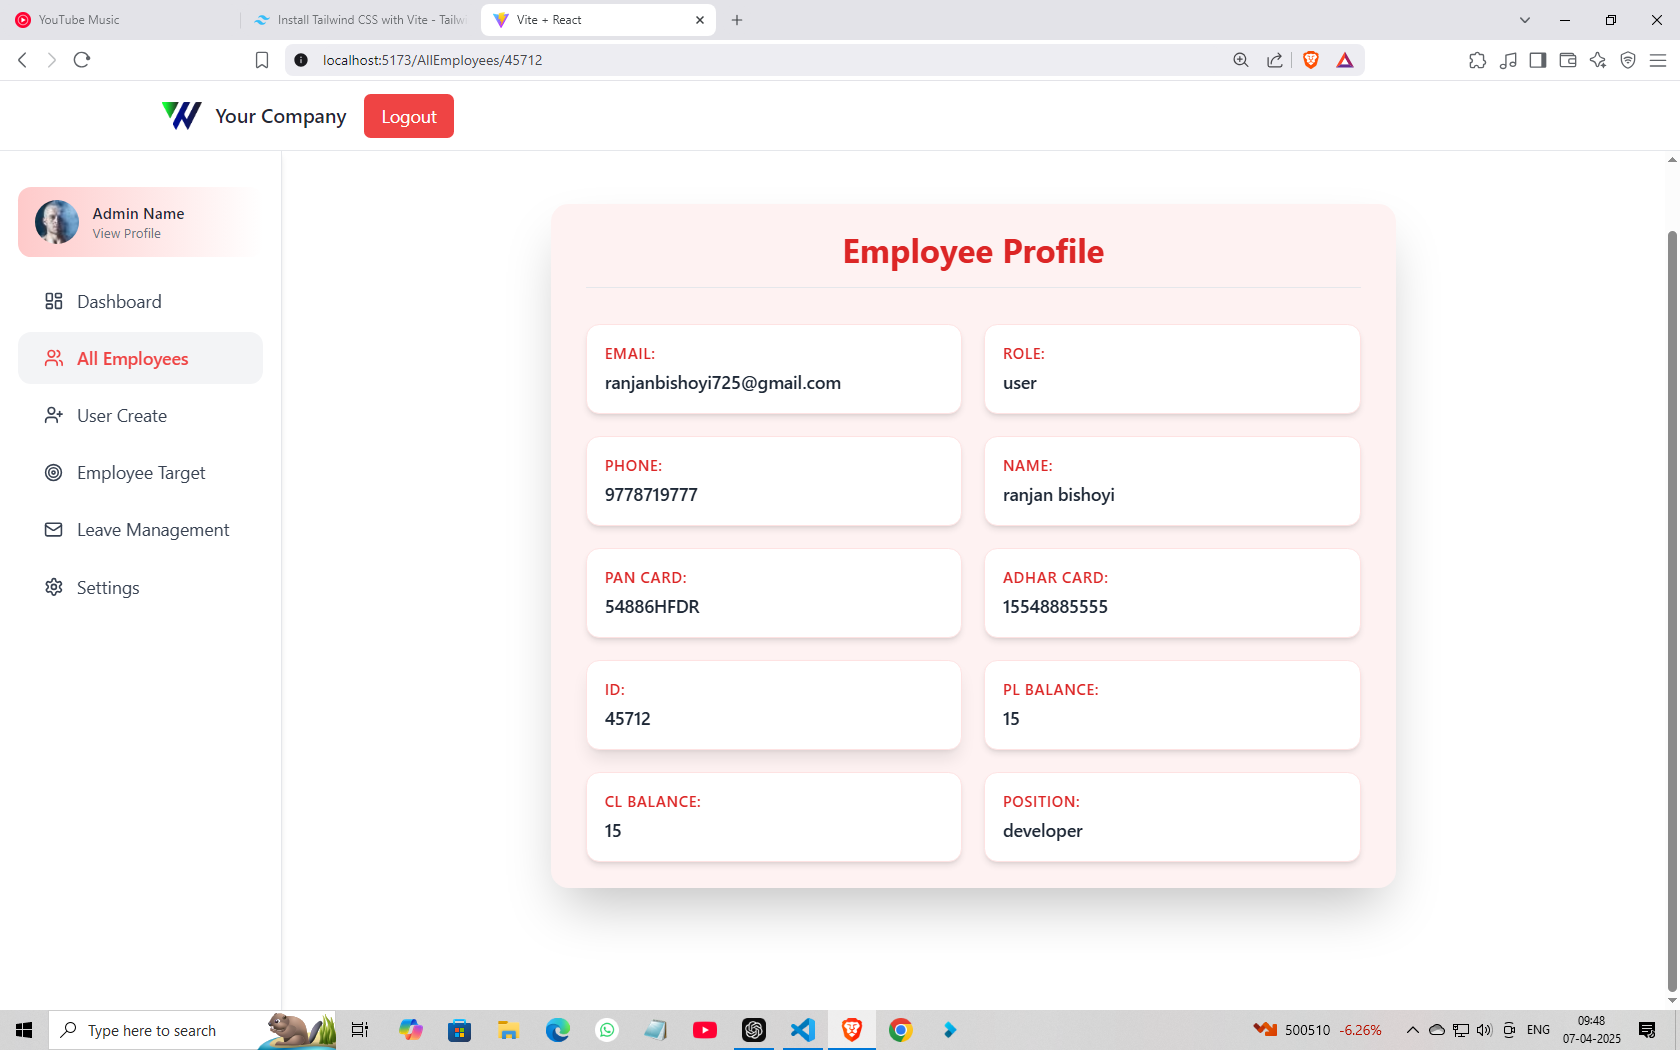 YouTube Music
Install Tailwind CSS with Vite - Tailwi
Vite + React
localhost:5173/AllEmployees/45712
Your Company
Logout
Admin Name
View Profile
Dashboard
All Employees
User Create
Employee Target
Leave Management
Settings
Employee Profile
EMAIL:
ranjanbishoyi725@gmail.com
ROLE:
user
PHONE:
9778719777
NAME:
ranjan bishoyi
PAN CARD:
54886HFDR
ADHAR CARD:
15548885555
ID:
45712
PL BALANCE:
15
CL BALANCE:
15
POSITION:
developer
Type here to search
500510 -6.26%
ENG
09:48
07-04-2025